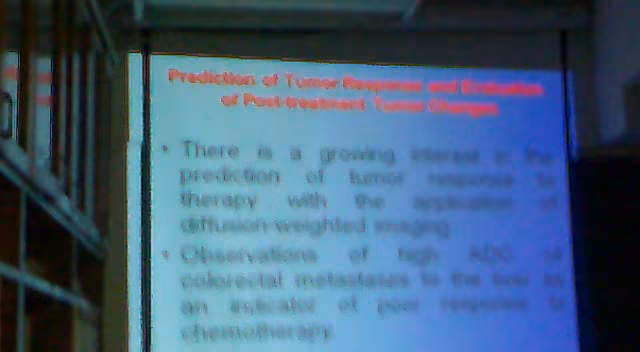 Prediction of Tumor Response and Evaluation
of Post-treatment Tumor Changes
• There is a growing interest in the
prediction of tumor response to
therapy with the application of
diffusion-weighted imaging
• Observations of high ADC of
colorectal metastases to the liver
an indicator of poor response to
chemotherapy